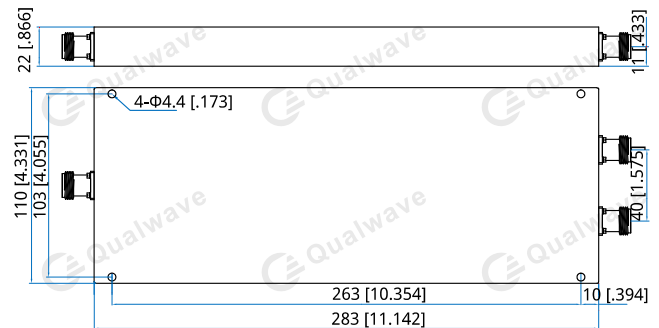 22 [.866]
11 [.433]
Qualwave
Qualwave
Qualwave
4-Φ4.4 [.173]
110 [4.331]
103 [4.055]
40 [1.575]
Qualwave
Qualwave
Qualwave
263 [10.354]
10 [.394]
283 [11.142]